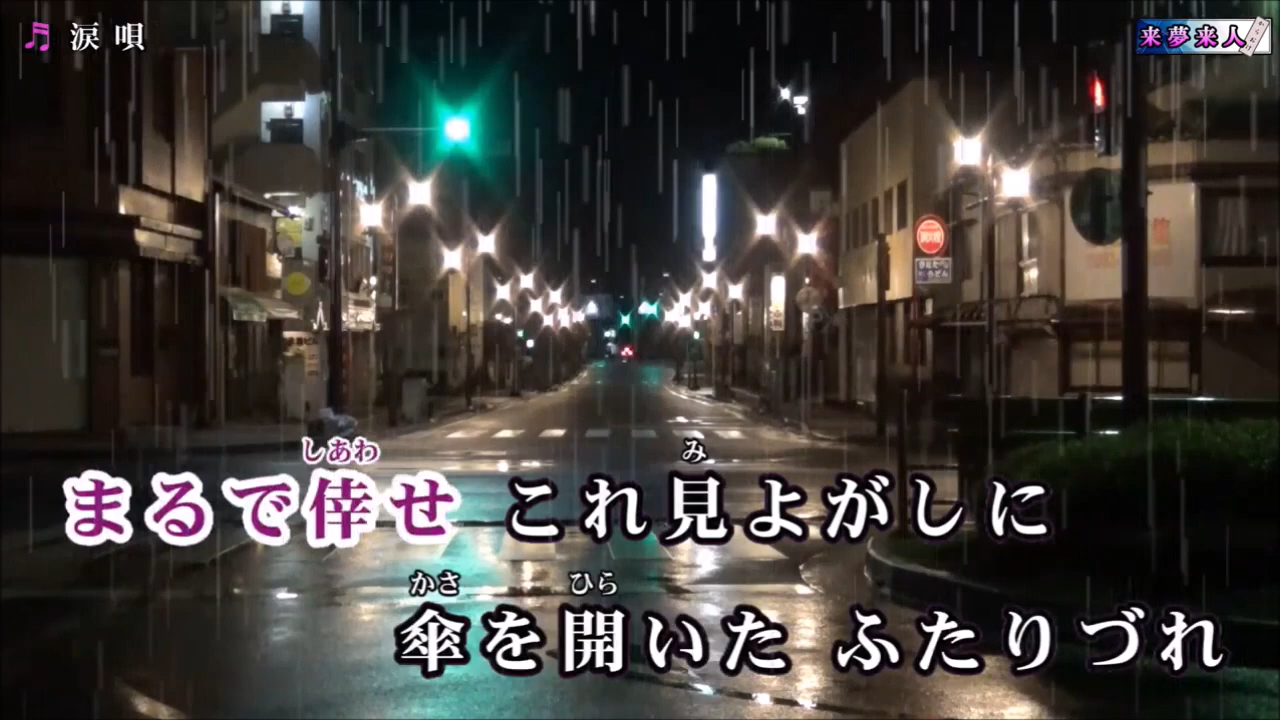 涙唄
来夢来人
しあわ
み
まるで倖せ これ見よがしに
かさ
ひら
傘を開いた ふたりづれ